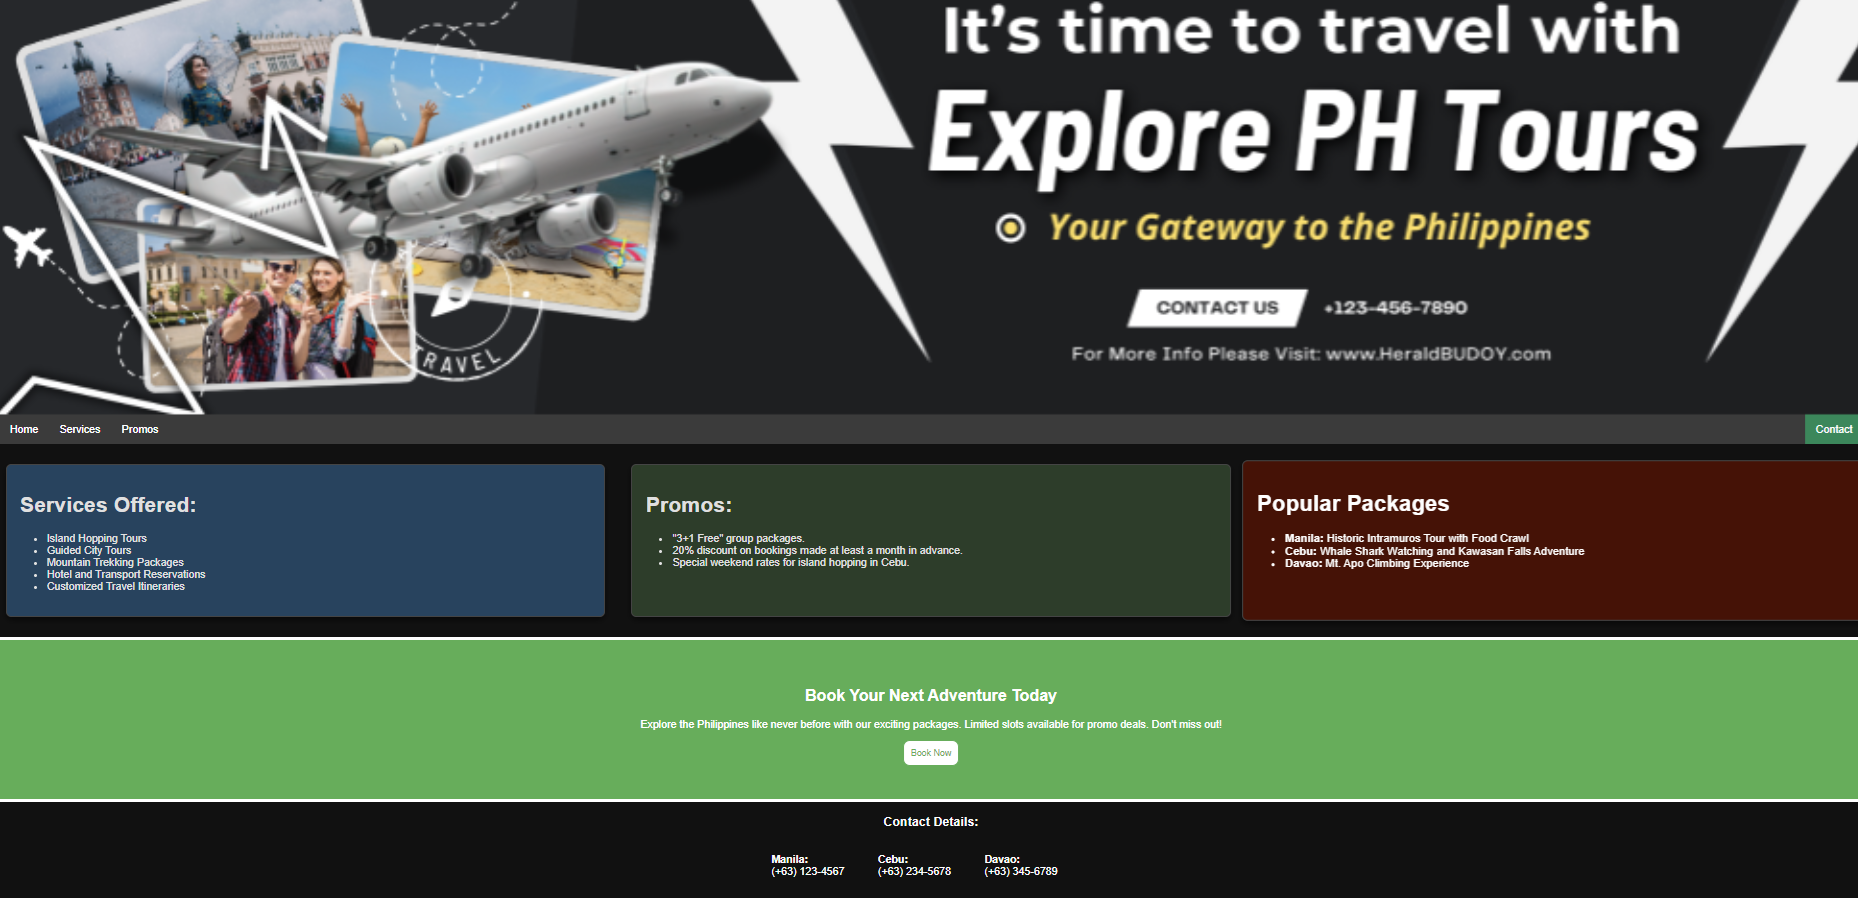 It's time to travel with
Explore PH Tours
Your Gateway to the Philippines
CONTACT US +123-456-7890
For More Info Please Visit: www.HeraldBUDOY.com
TRAVEL
Home Services Promos Contact
Services Offered:
Island Hopping Tours
Guided City Tours
Mountain Trekking Packages
Hotel and Transport Reservations
Customized Travel Itineraries
Promos:
"3+1 Free" group packages.
20% discount on bookings made at least a month in advance.
Special weekend rates for island hopping in Cebu.
Popular Packages
Manila: Historic Intramuros Tour with Food Crawl
Cebu: Whale Shark Watching and Kawasan Falls Adventure
Davao: Mt. Apo Climbing Experience
Book Your Next Adventure Today
Explore the Philippines like never before with our exciting packages. Limited slots available for promo deals. Don't miss out!
Book Now
Contact Details:
Manila:
(+63) 123-4567
Cebu:
(+63) 234-5678
Davao:
(+63) 345-6789